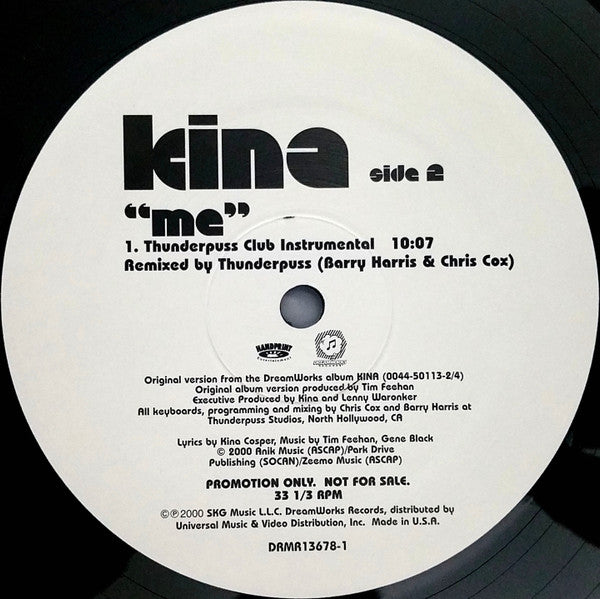 kina side 2
"me"
1. Thunderpuss Club Instrumental 10:07
Remixed by Thunderpuss (Barry Harris & Chris Cox)
HANDPRINT
Entertainment
Original version from the DreamWorks album KINA (0044-50113-2/4)
Original album version produced by Tim Feehan
Executive Produced by Kina and Lenny Waronker
All keyboards, programming and mixing by Chris Cox and Barry Harris at
Thunderpuss Studios, North Hollywood, CA
Lyrics by Kina Cosper, Music by Tim Feehan, Gene Black
© 2000 Anik Music (ASCAP)/Park Drive
Publishing (SOCAN)/Zeemo Music (ASCAP)
PROMOTION ONLY. NOT FOR SALE.
33 1/3 RPM
©℗2000 SKG Music L.L.C. DreamWorks Records, distributed by
Universal Music & Video Distribution, Inc. Made in U.S.A.
DRMR13678-1